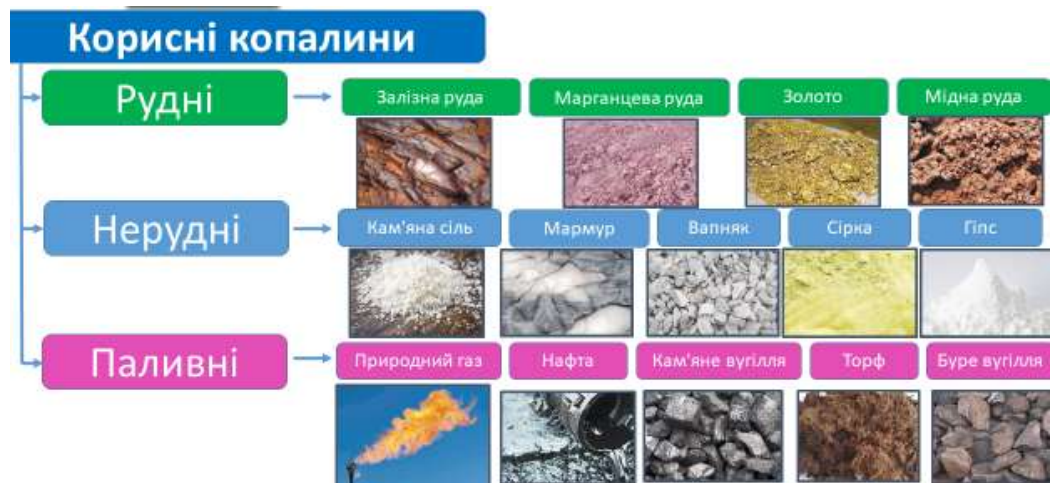 Корисні копалини
Рудні
Залізна руда
Марганцева руда
Золото
Мідна руда
Нерудні
Кам'яна сіль
Мармур
Вапняк
Сірка
Гіпс
Паливні
Природний газ
Нафта
Кам'яне вугілля
Торф
Буре вугілля